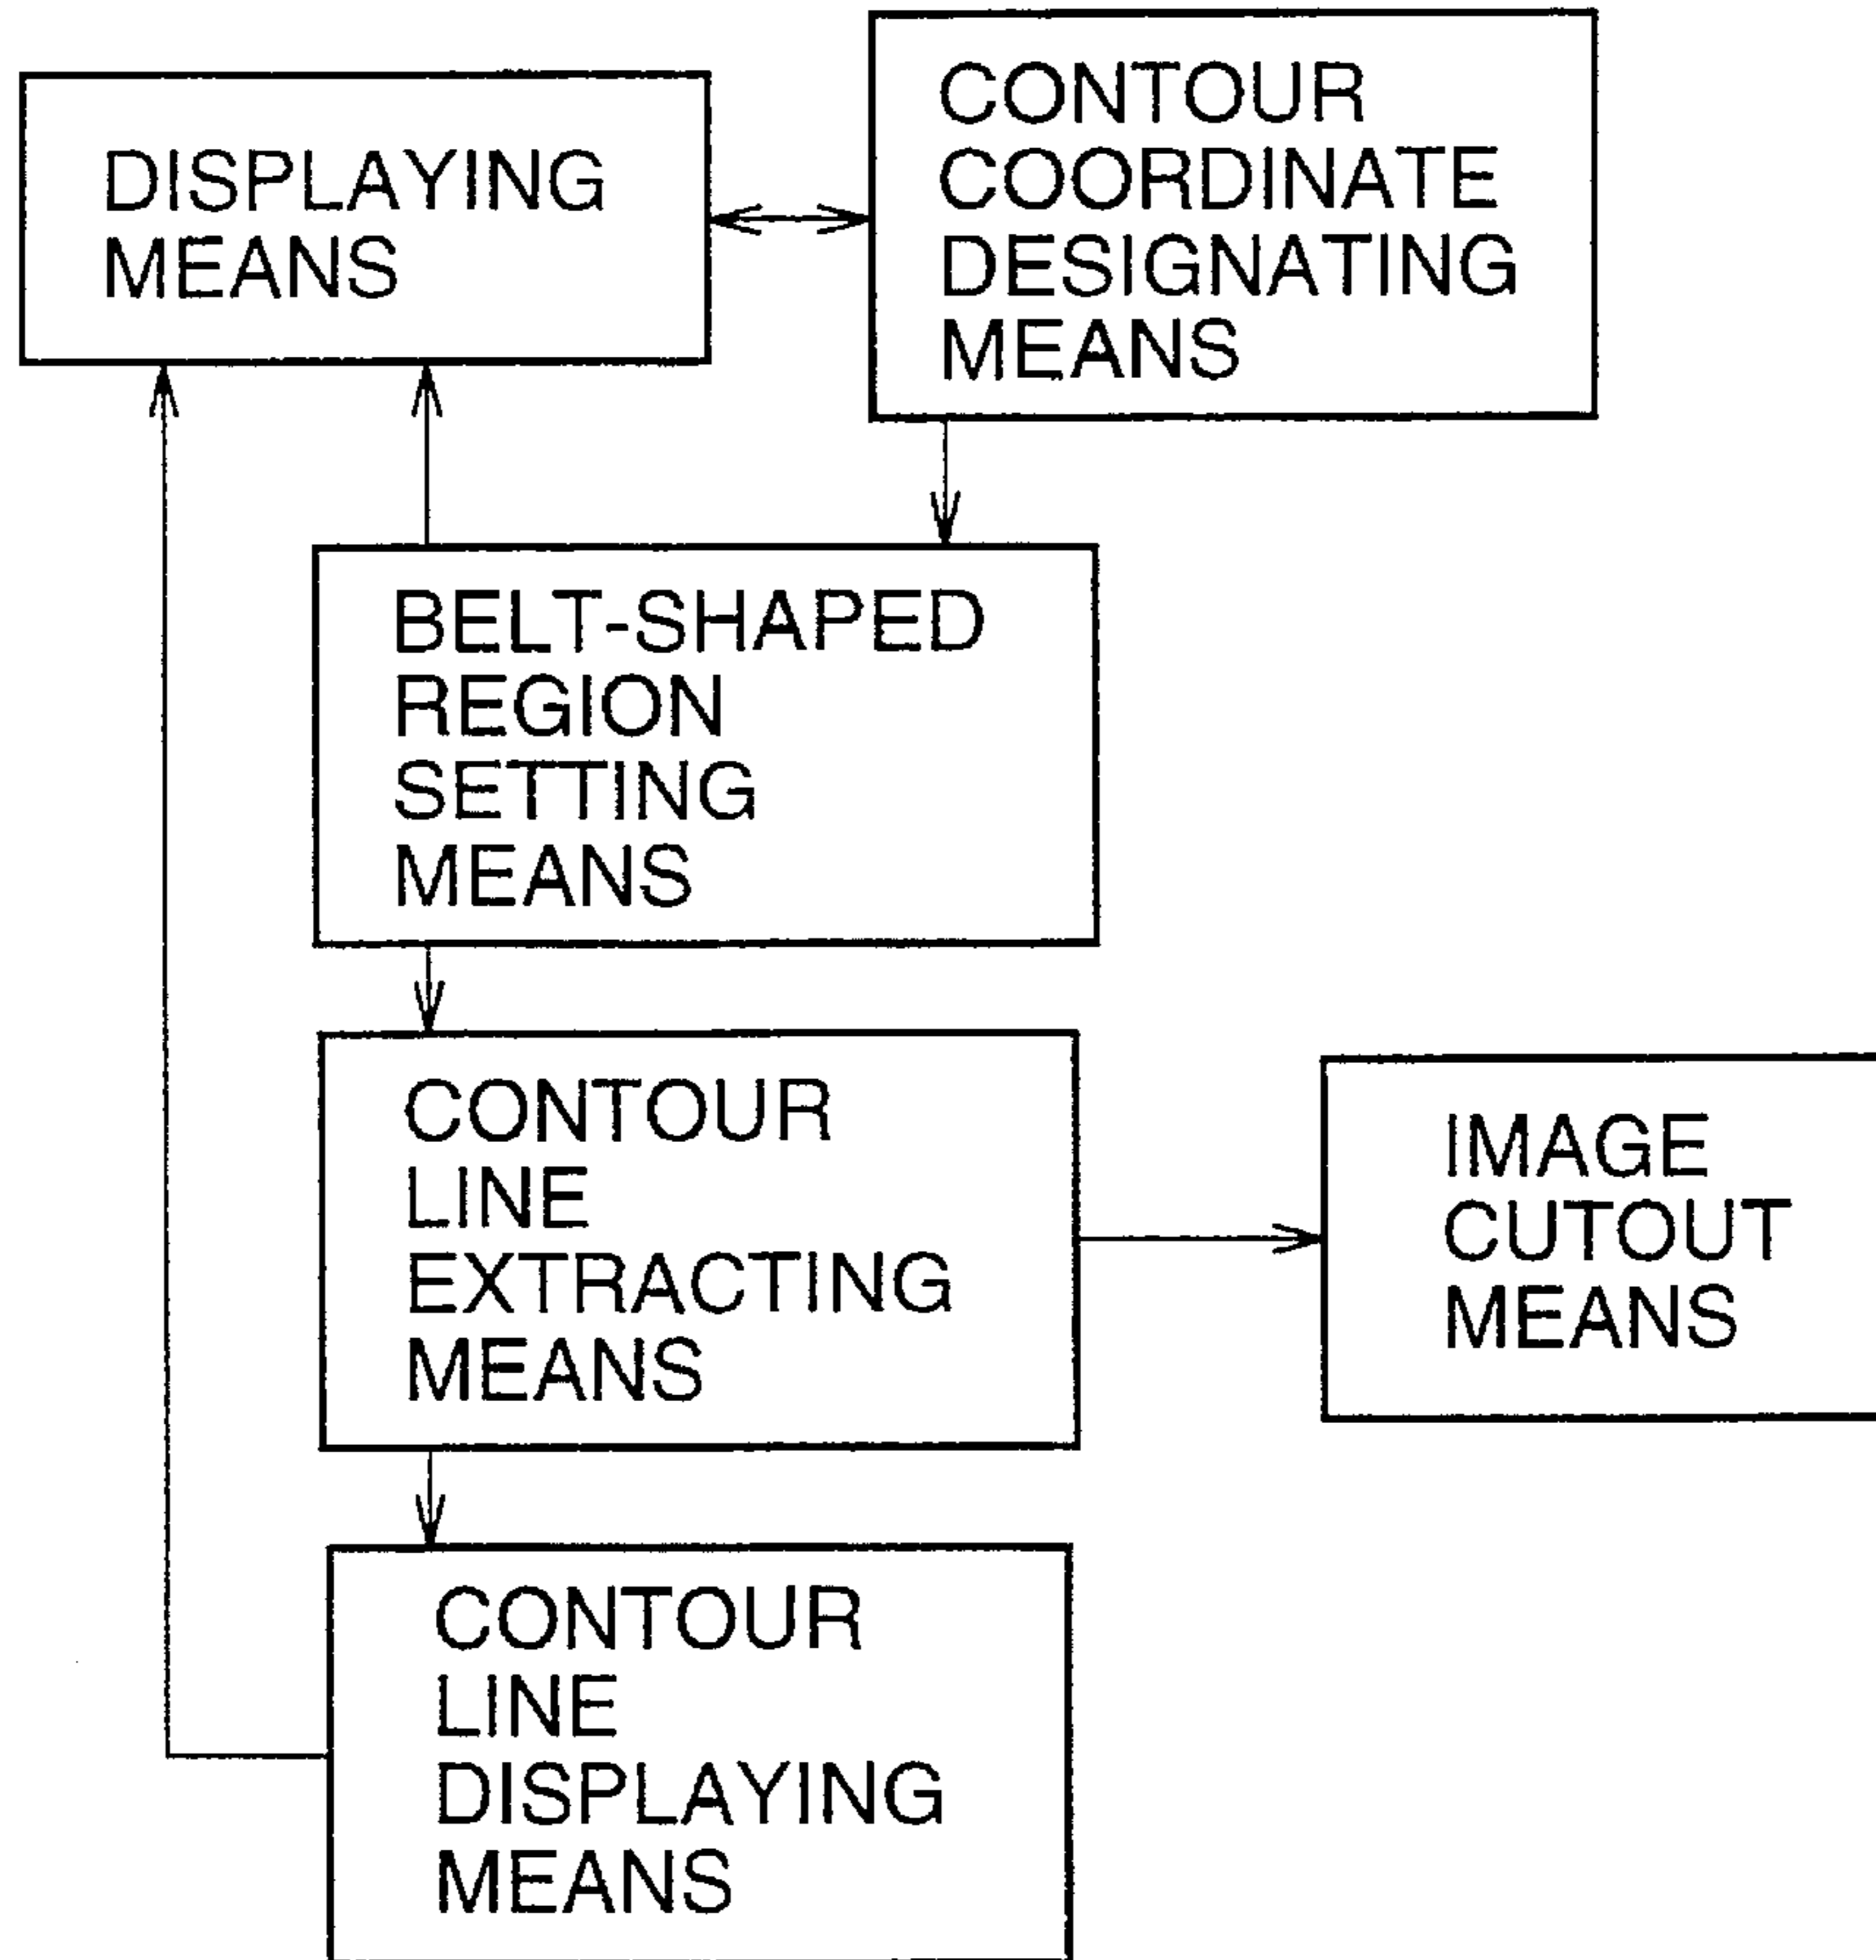 DISPLAYING
MEANS
CONTOUR
COORDINATE
DESIGNATING
MEANS
BELT-SHAPED
REGION
SETTING
MEANS
CONTOUR
LINE
EXTRACTING
MEANS
IMAGE
CUTOUT
MEANS
CONTOUR
LINE
DISPLAYING
MEANS